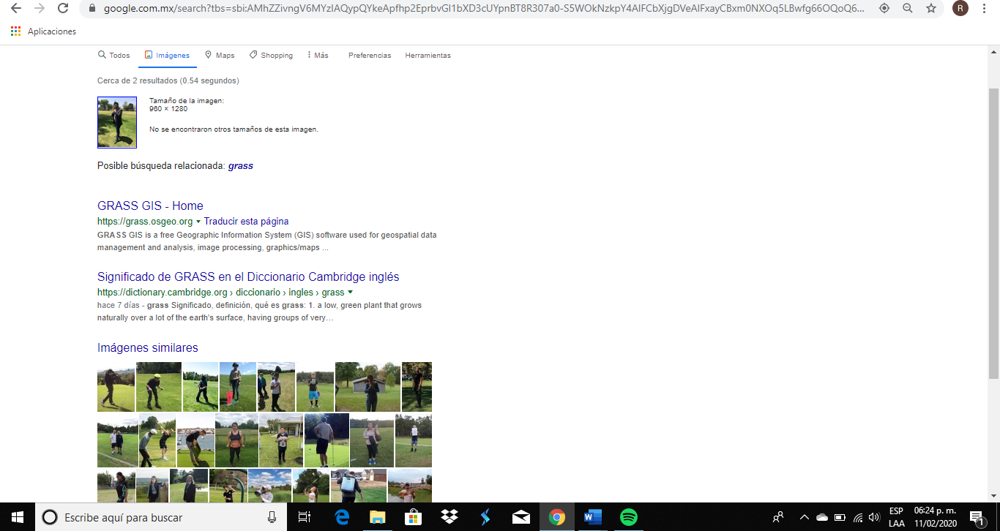 google.com.mx/search?tbs=sbi:AMhZZivngV6MYzIAQypQYkeApfhp2EprbvGI1bXD3cUYpnBT8R307a0-S5WOkNzkpY4AIFCbXjgDVeAIFxayCBxm0NXOq5LBwfg66OQoQ6...
R
Aplicaciones
Todos Imágenes Maps Shopping Más Preferencias Herramientas
Cerca de 2 resultados (0.54 segundos)
Tamaño de la imagen:
960 × 1280
No se encontraron otros tamaños de esta imagen.
Posible búsqueda relacionada: grass
GRASS GIS - Home
https://grass.osgeo.org Traducir esta página
GRASS GIS is a free Geographic Information System (GIS) software used for geospatial data
management and analysis, image processing, graphics/maps ...
Significado de GRASS en el Diccionario Cambridge inglés
https://dictionary.cambridge.org › diccionario › ingles › grass
hace 7 días - grass Significado, definición, qué es grass: 1. a low, green plant that grows
naturally over a lot of the earth's surface, having groups of very…
Imágenes similares
Escribe aquí para buscar
ESP
LAA
06:24 p. m.
11/02/2020
1